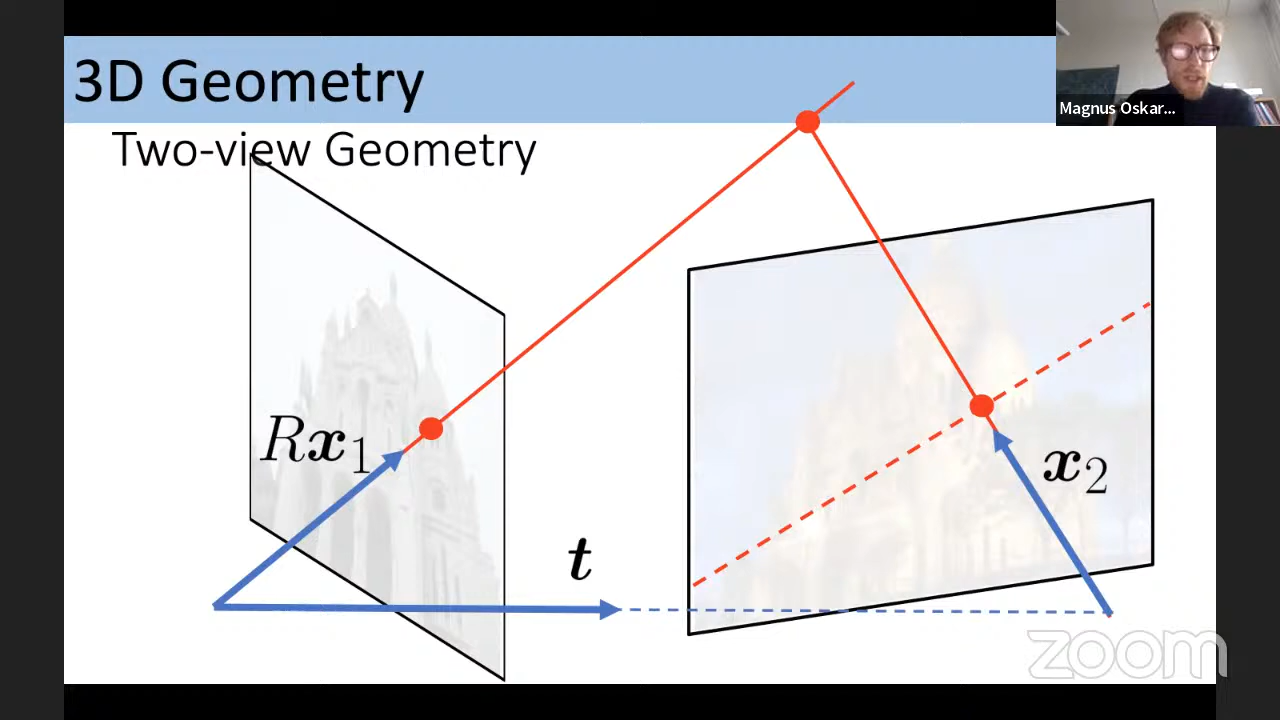 3D Geometry
Two-view Geometry
Magnus Oskar...
Rx₁
x₂
t
zoom